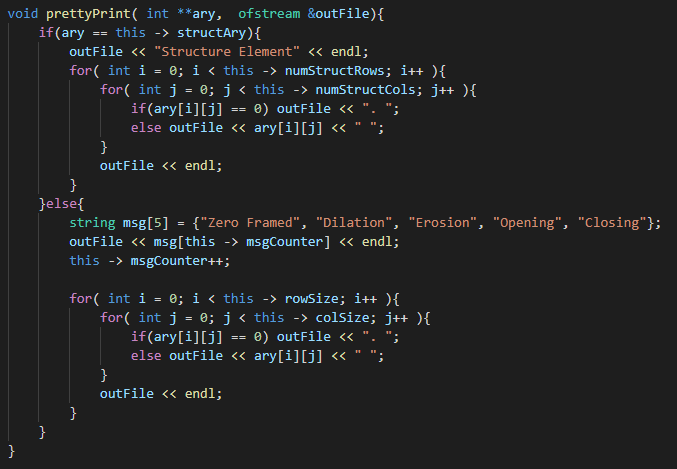 void prettyPrint( int **ary,  ofstream &outFile){
    if(ary == this -> structAry){
        outFile << "Structure Element" << endl;
        for( int i = 0; i < this -> numStructRows; i++ ){
            for( int j = 0; j < this -> numStructCols; j++ ){
                if(ary[i][j] == 0) outFile << ". ";
                else outFile << ary[i][j] << " ";
            }
            outFile << endl;
        }
    }else{
        string msg[5] = {"Zero Framed", "Dilation", "Erosion", "Opening", "Closing"};
        outFile << msg[this -> msgCounter] << endl;
        this -> msgCounter++;

        for( int i = 0; i < this -> rowSize; i++ ){
            for( int j = 0; j < this -> colSize; j++ ){
                if(ary[i][j] == 0) outFile << ". ";
                else outFile << ary[i][j] << " ";
            }
            outFile << endl;
        }
    }
}